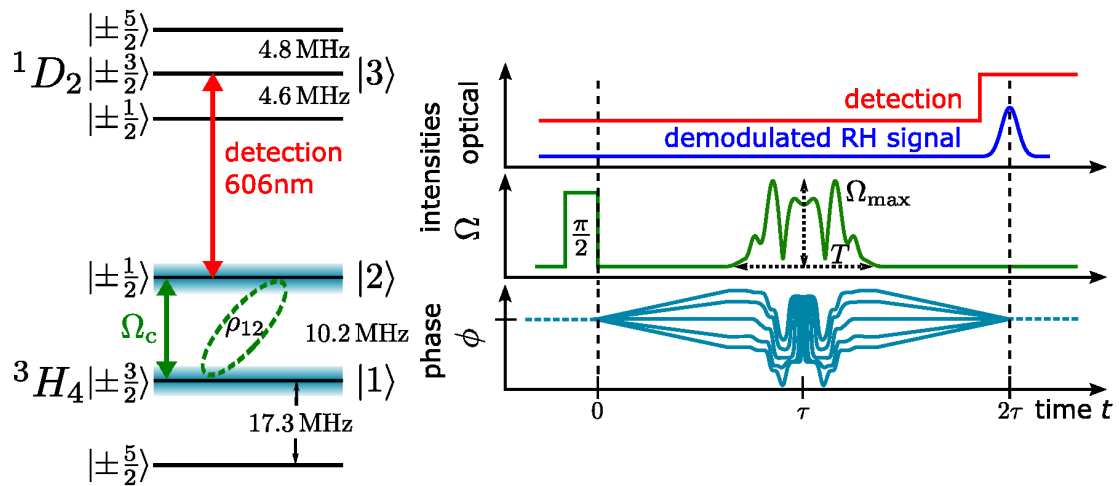 |±5/2⟩
4.8 MHz
¹D₂ |±3/2⟩ |3⟩
4.6 MHz
|±1/2⟩
detection
606nm
|±1/2⟩ |2⟩
Ω_c ρ₁₂ 10.2 MHz
³H₄ |±3/2⟩ |1⟩
17.3 MHz
|±5/2⟩
optical
intensities
detection
demodulated RH signal
Ω
π/2
Ω_max
T
phase
ϕ
0 τ 2τ time t